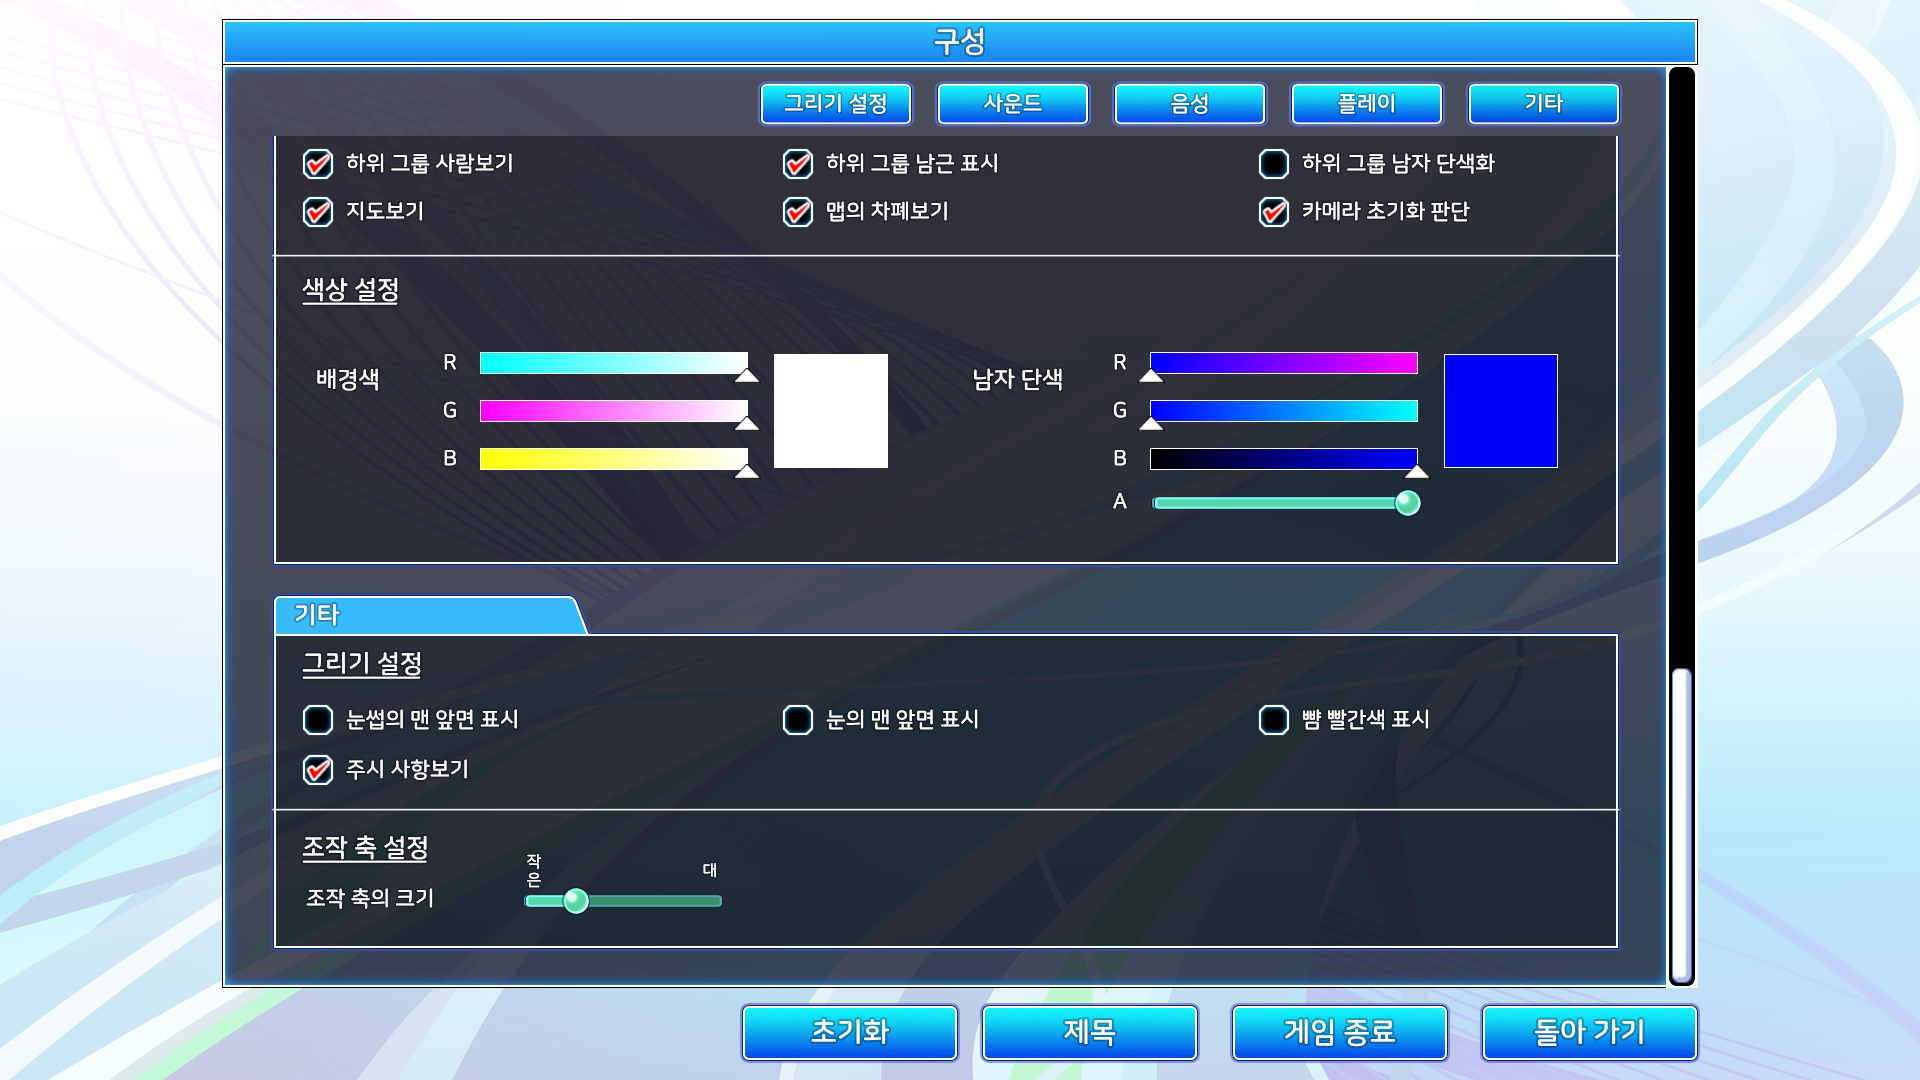 구성
그리기 설정 사운드 음성 플레이 기타
하위 그룹 사람보기 하위 그룹 남근 표시 하위 그룹 남자 단색화
지도보기 맵의 차폐보기 카메라 초기화 판단
색상 설정
배경색 R G B
남자 단색 R G B A
기타
그리기 설정
눈썹의 맨 앞면 표시 눈의 맨 앞면 표시 뺨 빨간색 표시
주시 사항보기
조작 축 설정
조작 축의 크기 작은 대
초기화 제목 게임 종료 돌아 가기